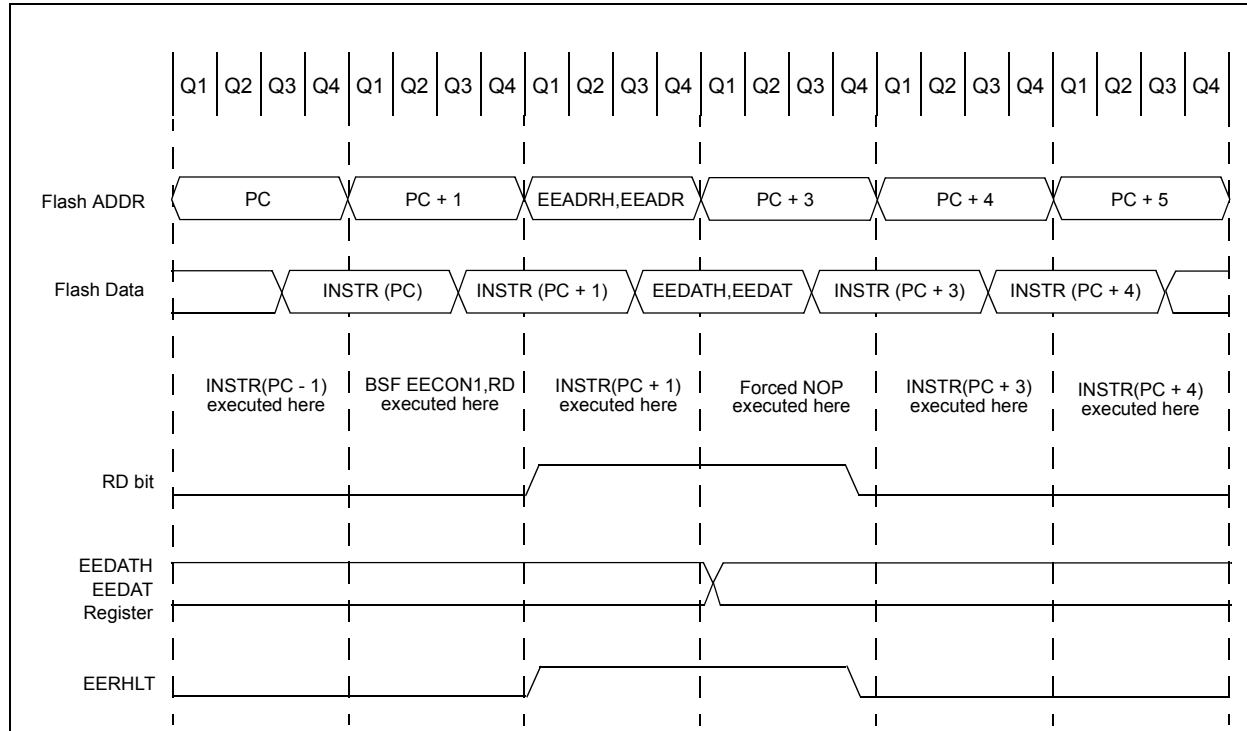 Q1 Q2 Q3 Q4 Q1 Q2 Q3 Q4 Q1 Q2 Q3 Q4 Q1 Q2 Q3 Q4 Q1 Q2 Q3 Q4 Q1 Q2 Q3 Q4
Flash ADDR PC PC + 1 EEADRH,EEADR PC + 3 PC + 4 PC + 5
Flash Data INSTR (PC) INSTR (PC + 1) EEDATH,EEDAT INSTR (PC + 3) INSTR (PC + 4)
INSTR(PC - 1) BSF EECON1,RD INSTR(PC + 1) Forced NOP INSTR(PC + 3) INSTR(PC + 4)
executed here executed here executed here executed here executed here executed here
RD bit
EEDATH
EEDAT
Register
EERHLT